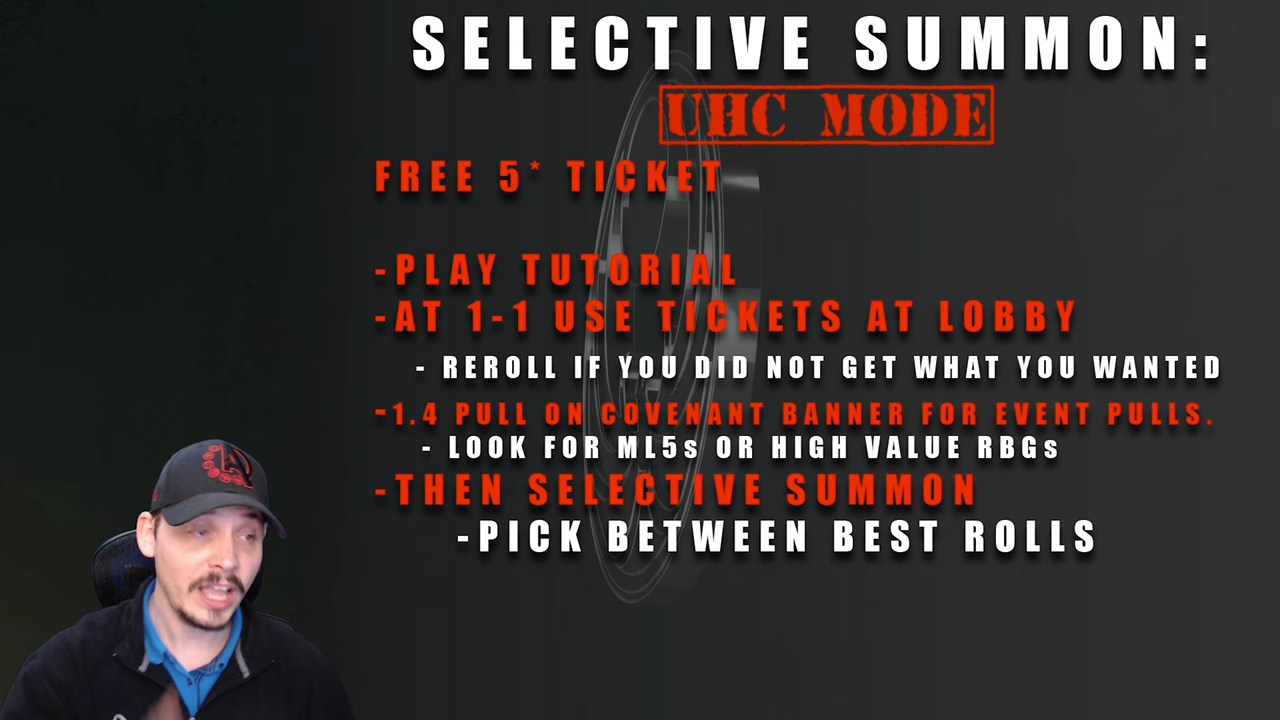 SELECTIVE SUMMON:
UHC MODE
FREE 5* TICKET
-PLAY TUTORIAL
-AT 1-1 USE TICKETS AT LOBBY
- REROLL IF YOU DID NOT GET WHAT YOU WANTED
-1.4 PULL ON COVENANT BANNER FOR EVENT PULLS.
- LOOK FOR ML5s OR HIGH VALUE RBGs
-THEN SELECTIVE SUMMON
-PICK BETWEEN BEST ROLLS